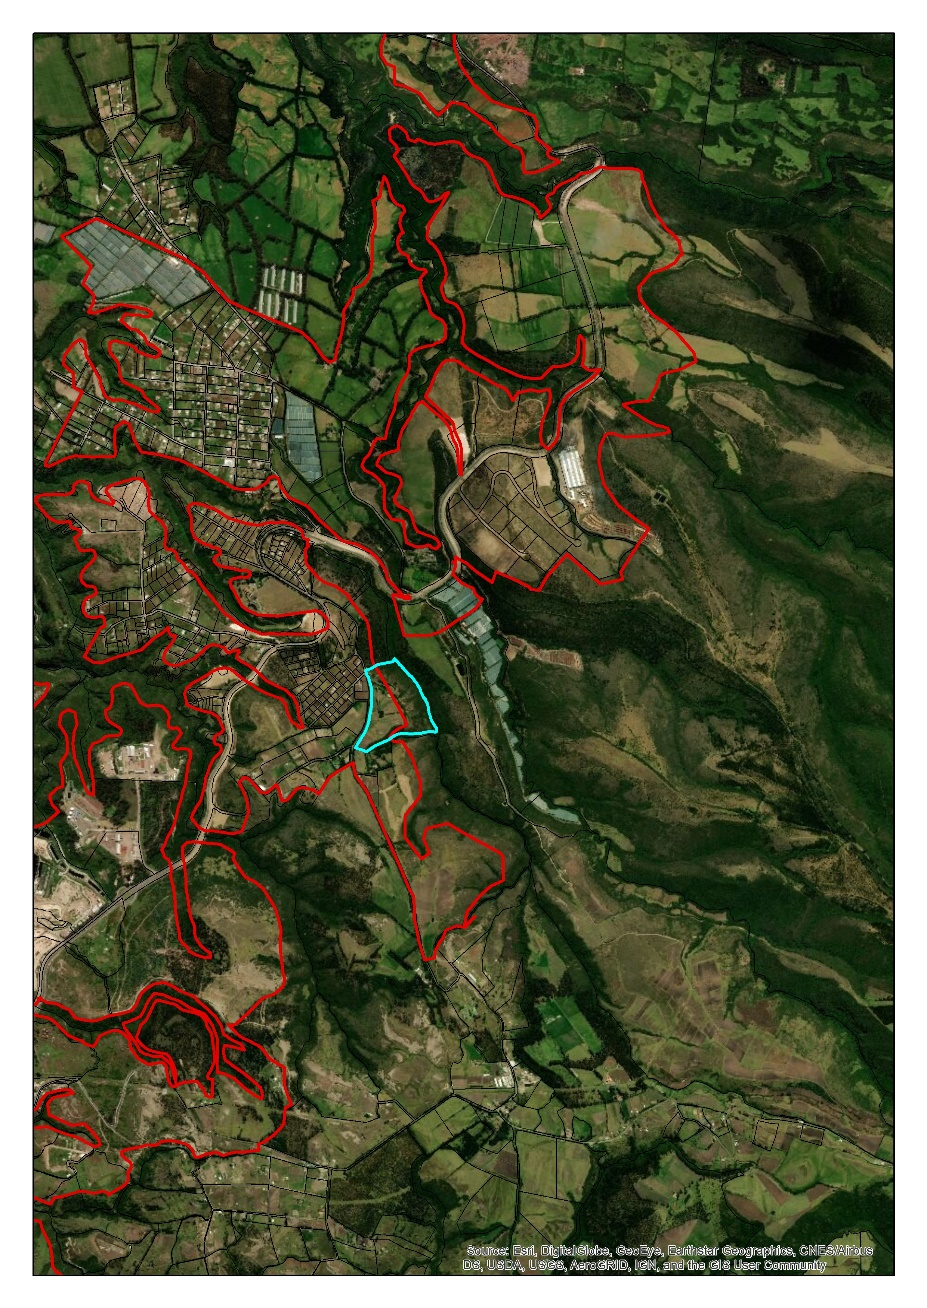 Source: Esri, DigitalGlobe, GeoEye, Earthstar Geographics, CNES/Airbus
DS, USDA, USGS, AeroGRID, IGN, and the GIS User Community